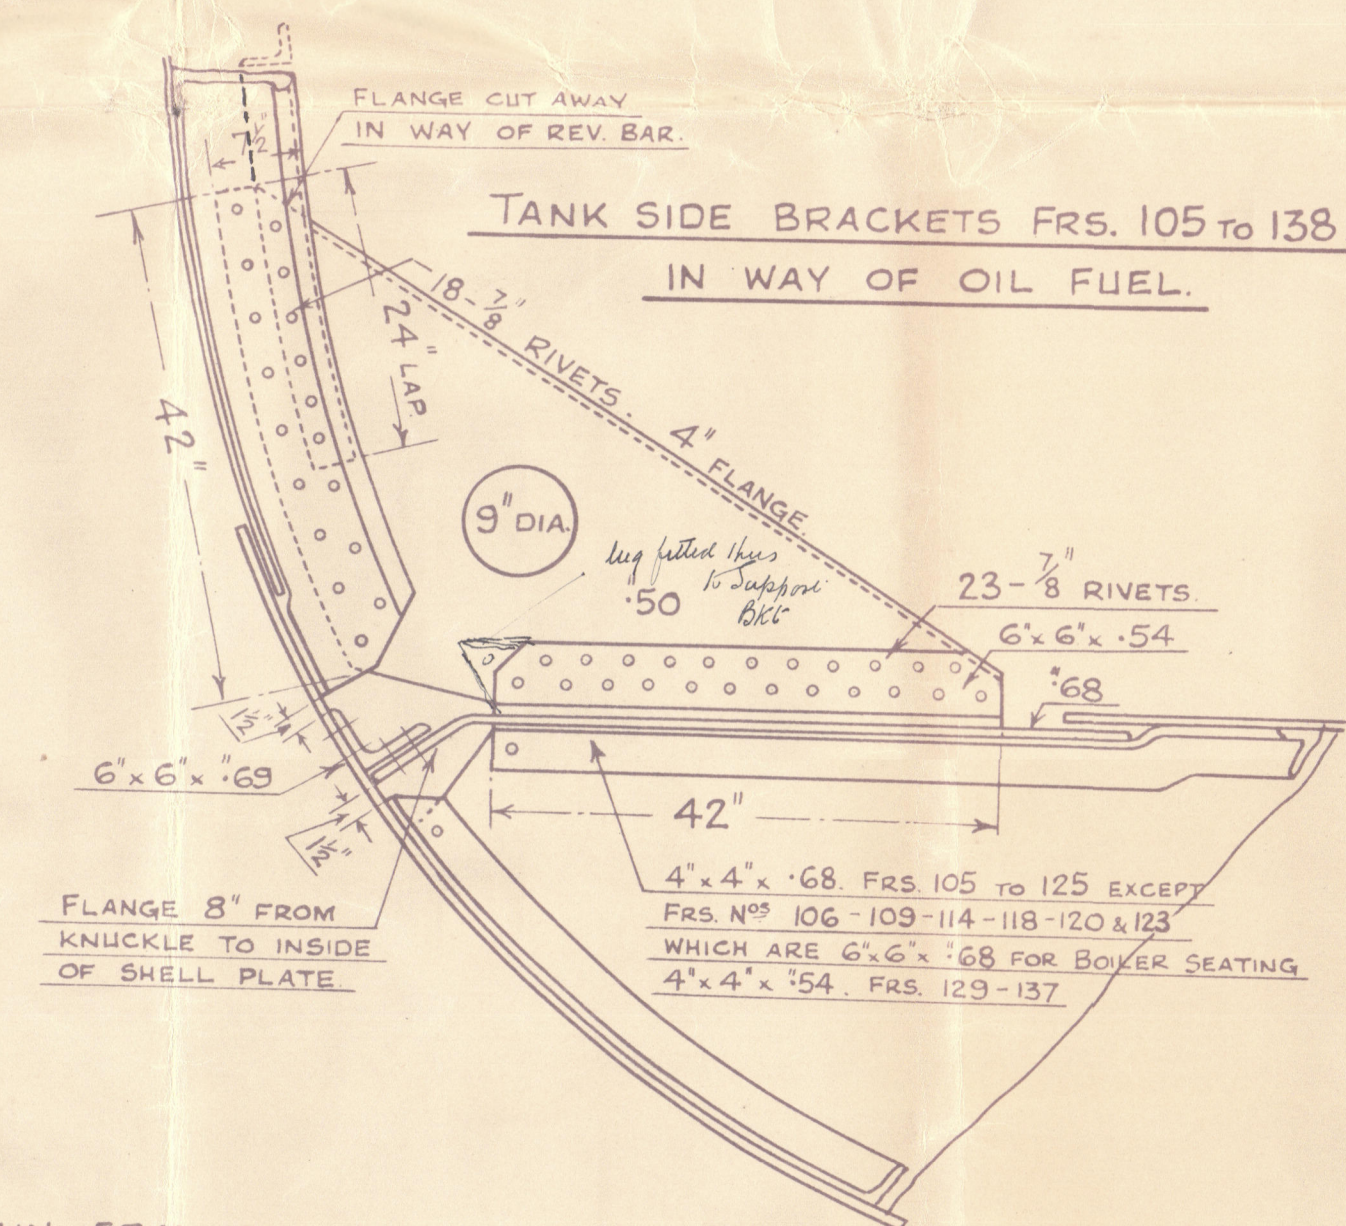 FLANGE CUT AWAY
IN WAY OF REV. BAR.
7½"
TANK SIDE BRACKETS FRS. 105 TO 138
IN WAY OF OIL FUEL.
18-⅞" RIVETS.
24" LAP.
42"
4" FLANGE.
9" DIA.
lug fitted thus
to Support
BKt
".50
23-⅞" RIVETS.
6"x 6"x .54
".68
1½"
6"x 6"x ".69
1½"
42"
FLANGE 8" FROM
KNUCKLE TO INSIDE
OF SHELL PLATE.
4"x 4"x .68. FRS. 105 TO 125 EXCEPT
FRS. Nos 106-109-114-118-120 & 123
WHICH ARE 6"x6"x ".68 FOR BOILER SEATING
4"x 4"x ".54. FRS. 129-137